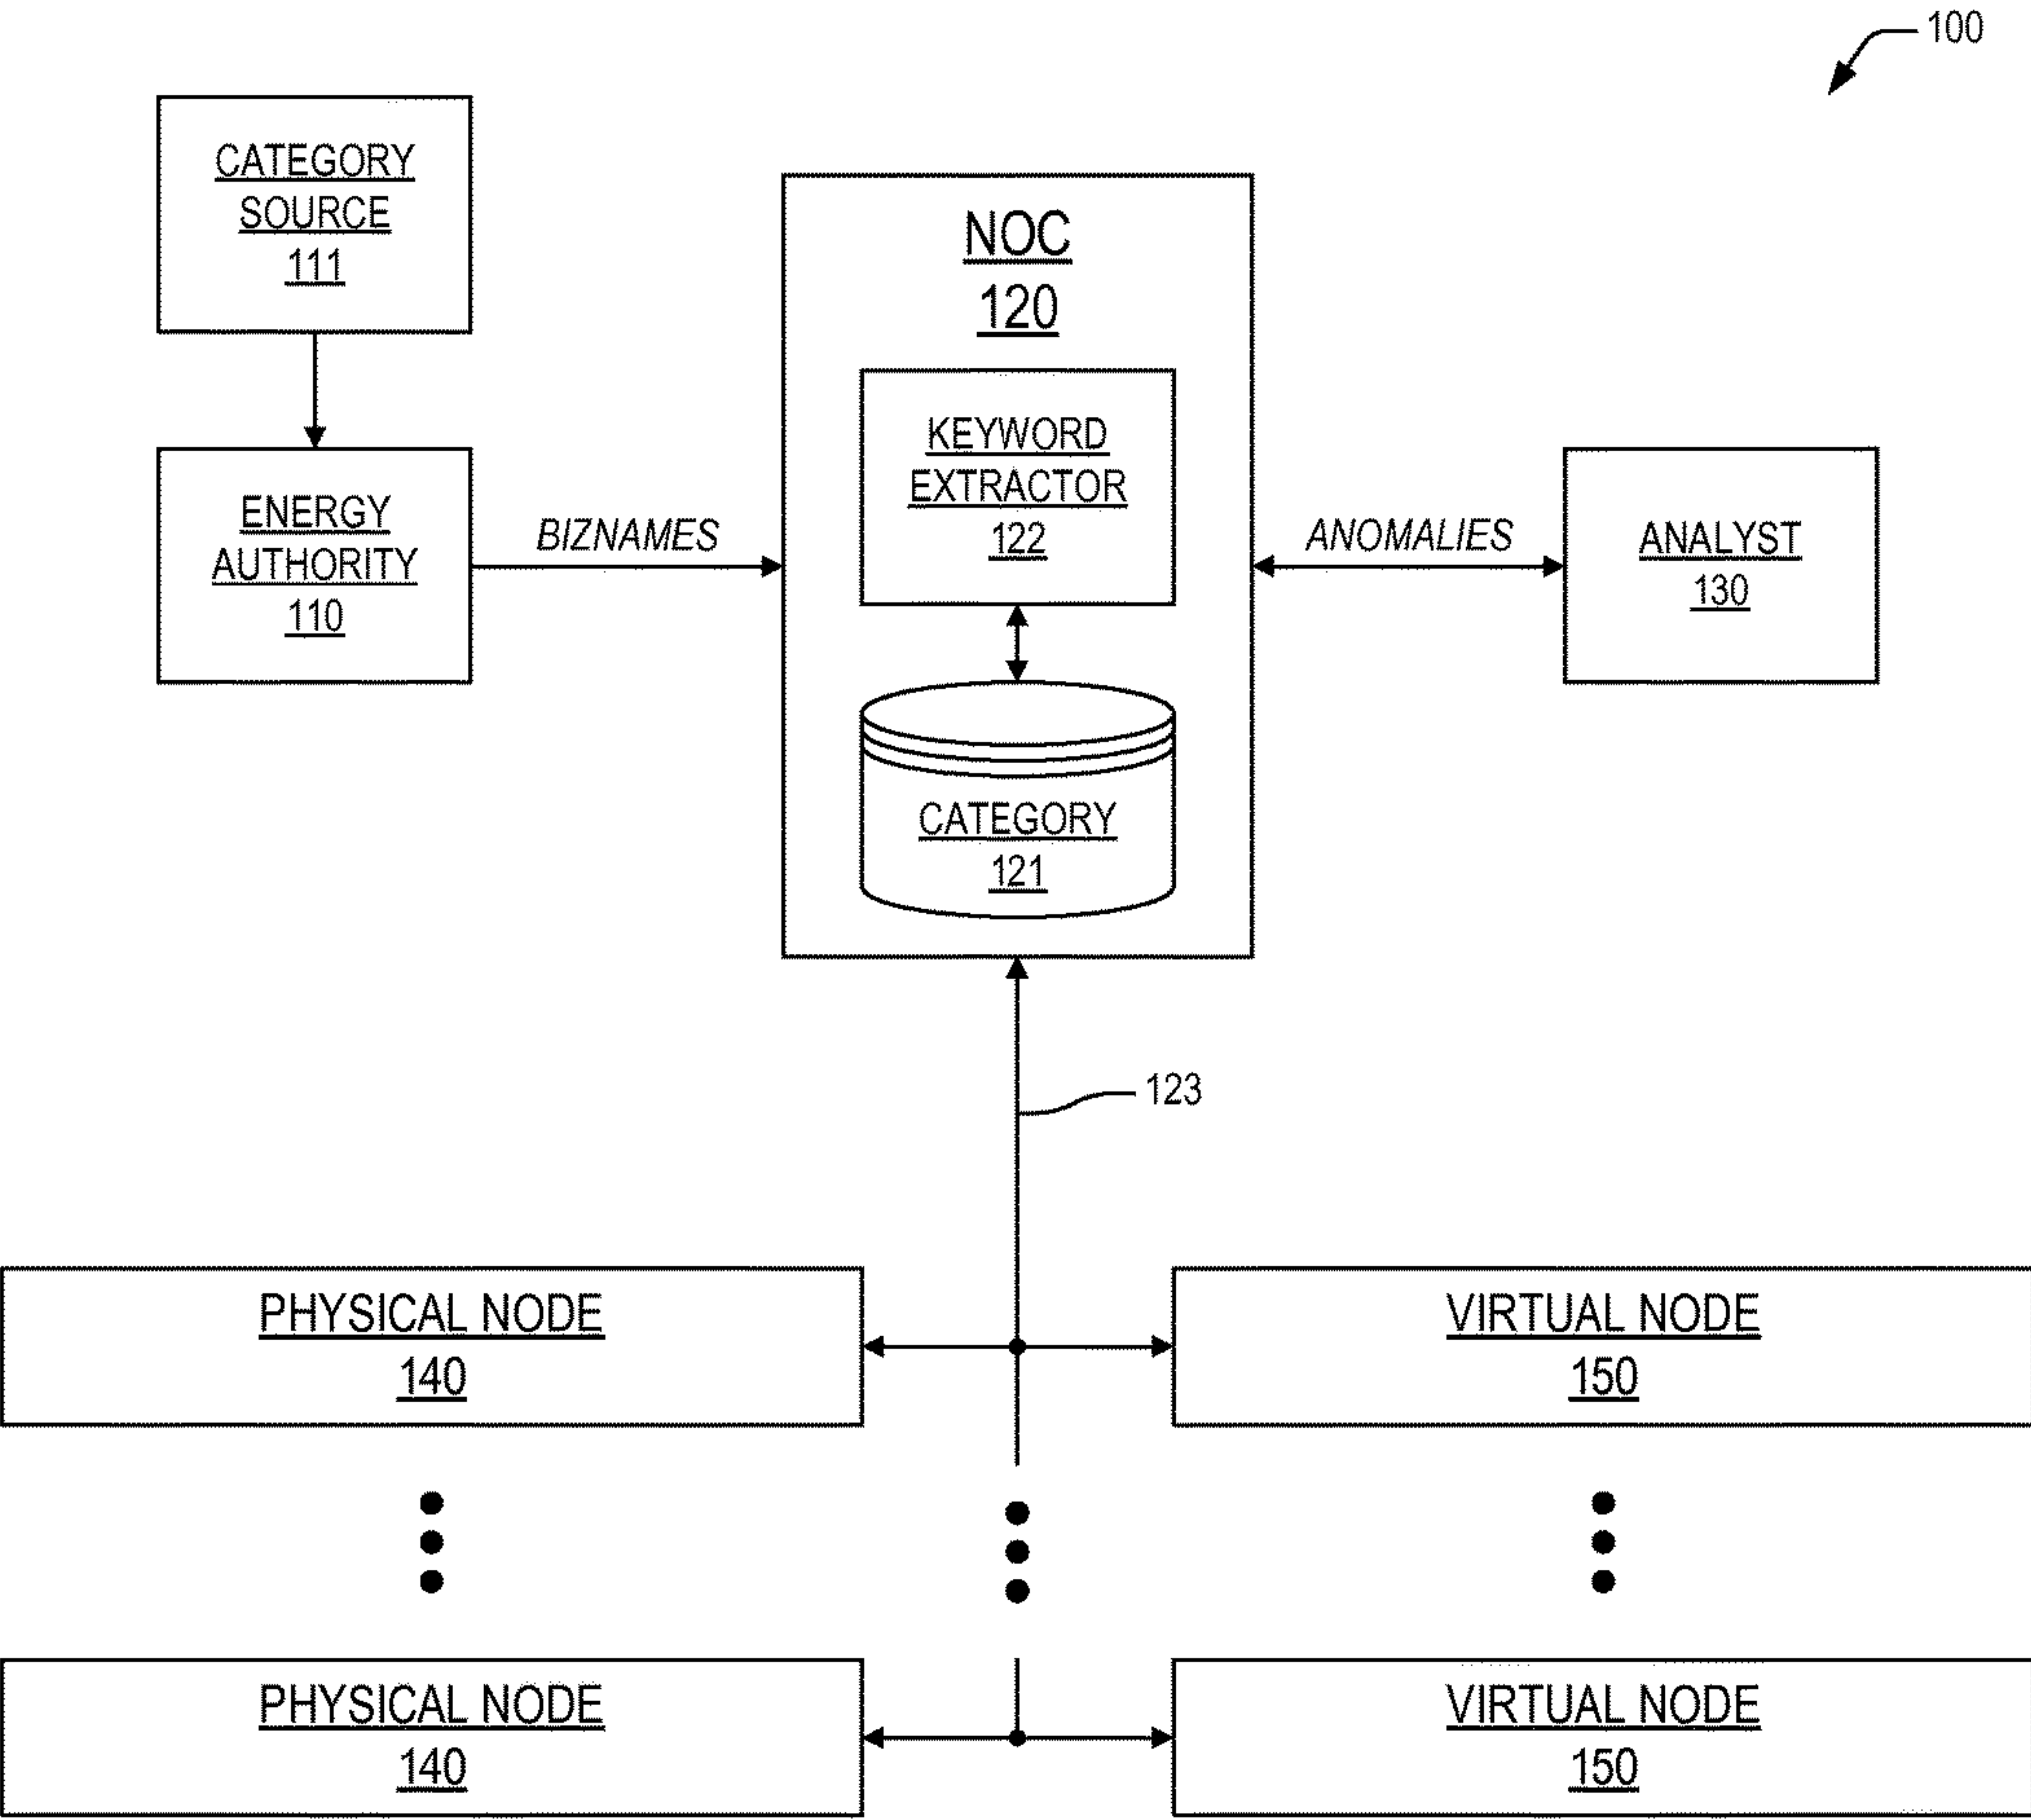 100
CATEGORY
SOURCE
111
NOC
120
KEYWORD
EXTRACTOR
122
ENERGY
AUTHORITY
110
BIZNAMES
ANOMALIES
ANALYST
130
CATEGORY
121
123
PHYSICAL NODE
140
VIRTUAL NODE
150
PHYSICAL NODE
140
VIRTUAL NODE
150